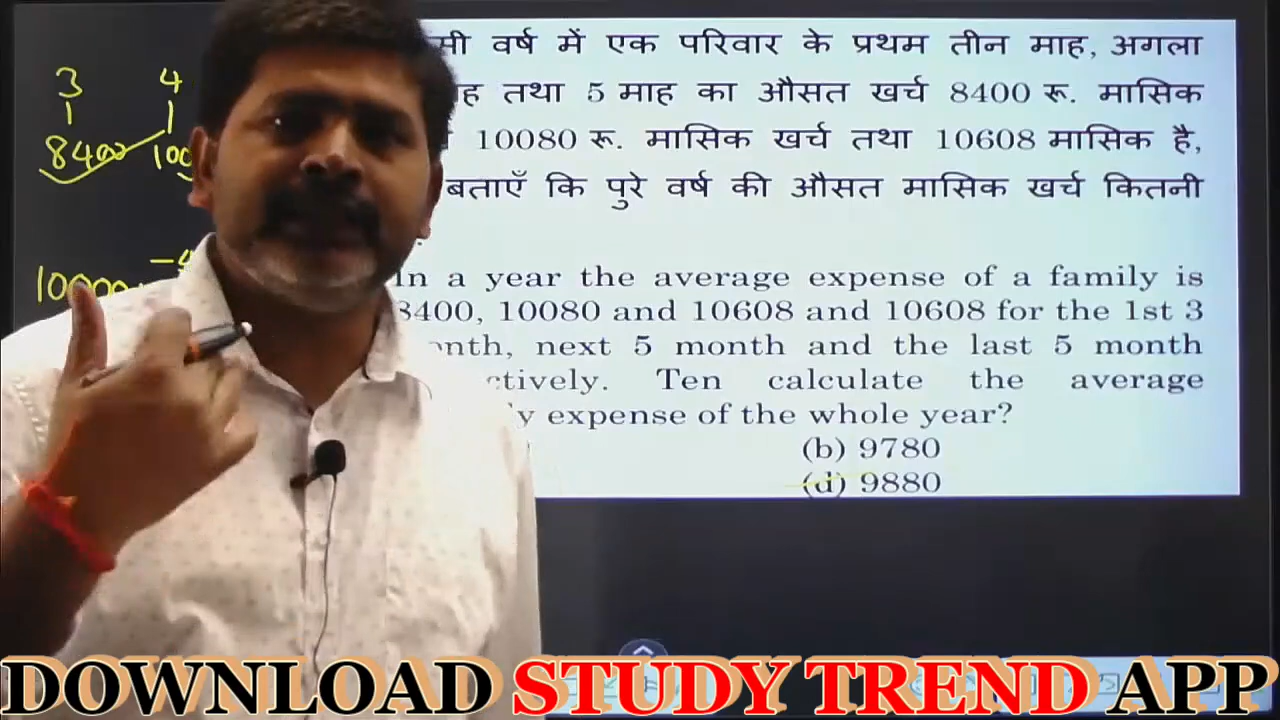 3 4
8400 100
-4
10000
मी वर्ष में एक परिवार के प्रथम तीन माह, अगला
ह तथा 5 माह का औसत खर्च 8400 रू. मासिक
10080 रू. मासिक खर्च तथा 10608 मासिक है,
बताएँ कि पुरे वर्ष की औसत मासिक खर्च कितनी
In a year the average expense of a family is
8400, 10080 and 10608 and 10608 for the 1st 3
onth, next 5 month and the last 5 month
ctively. Ten calculate the average
y expense of the whole year?
(b) 9780
(d) 9880
DOWNLOAD STUDY TREND APP